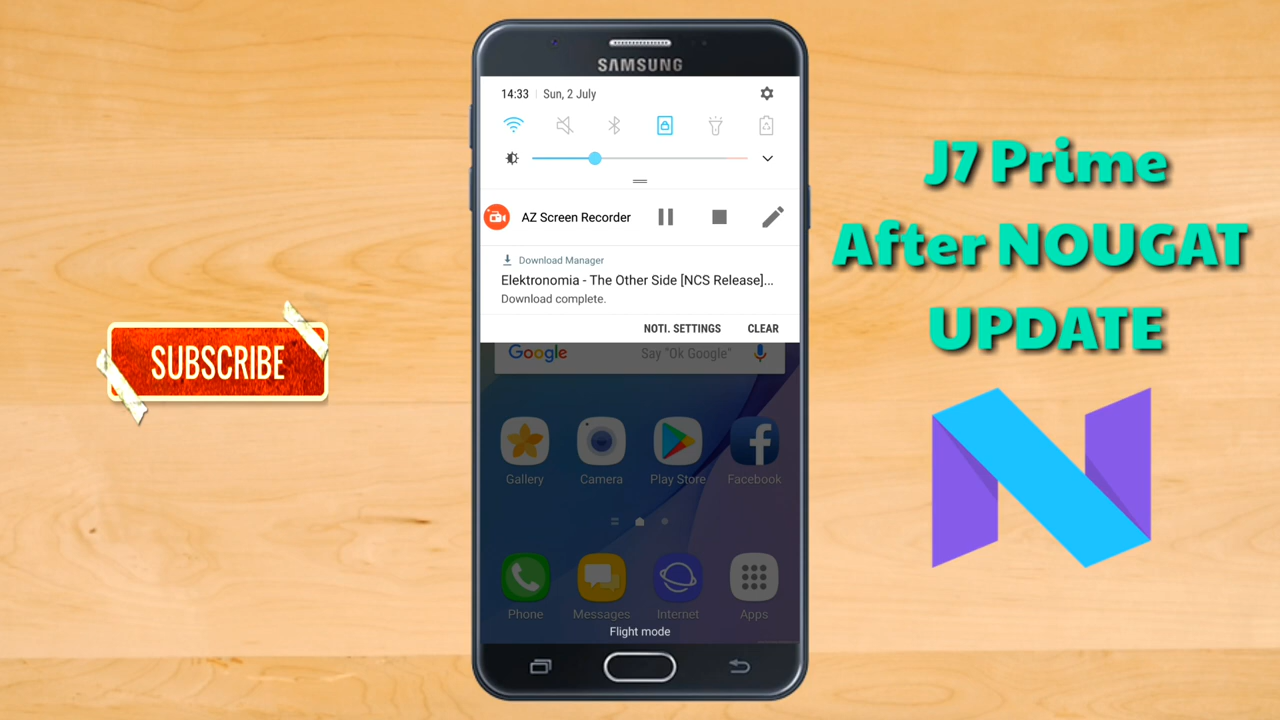 SAMSUNG
14:33 Sun, 2 July
AZ Screen Recorder
Download Manager
Elektronomia - The Other Side [NCS Release]...
Download complete.
NOTI. SETTINGS CLEAR
Google Say "Ok Google"
Gallery Camera Play Store Facebook
Phone Messages Internet Apps
Flight mode
SUBSCRIBE
J7 Prime
After NOUGAT
UPDATE